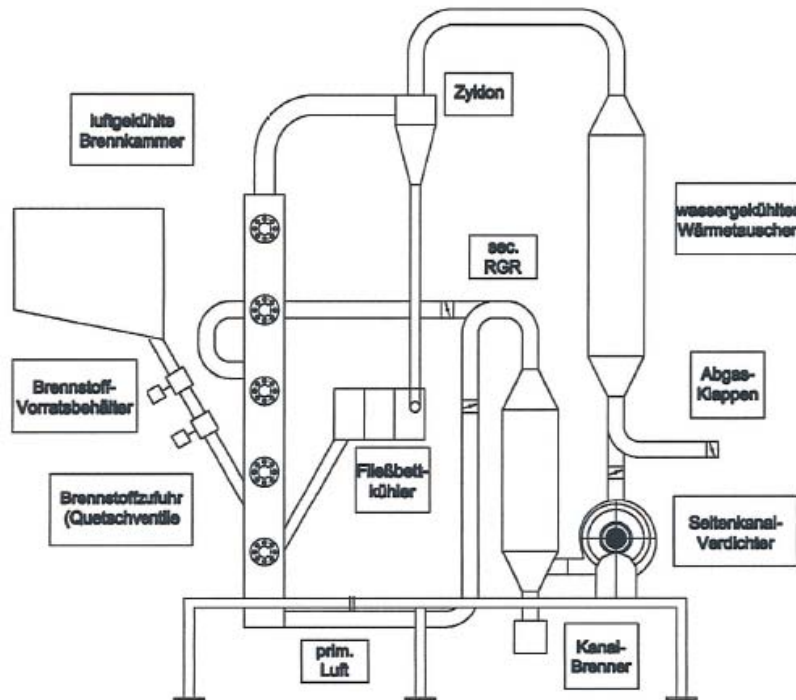 Zyklon
luftgekühlte
Brennkammer
wassergekühlter
Wärmetauscher
sec.
RGR
Brennstoff-
Vorratsbehälter
Abgas-
Klappen
Fließbett-
kühler
Brennstoffzufuhr
(Quetschventile
Seitenkanal-
Verdichter
prim.
Luft
Kanal-
Brenner